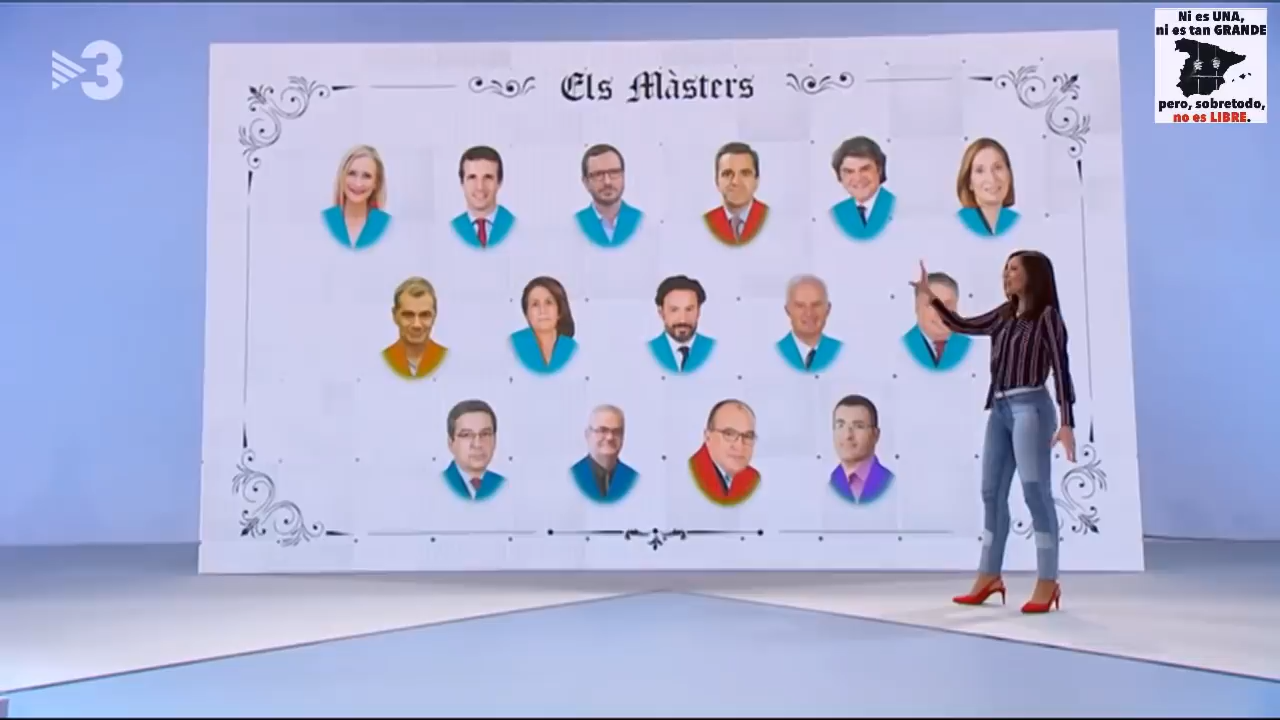 3
Els Màsters
Ni es UNA,
ni es tan GRANDE
pero, sobretodo,
no es LIBRE.